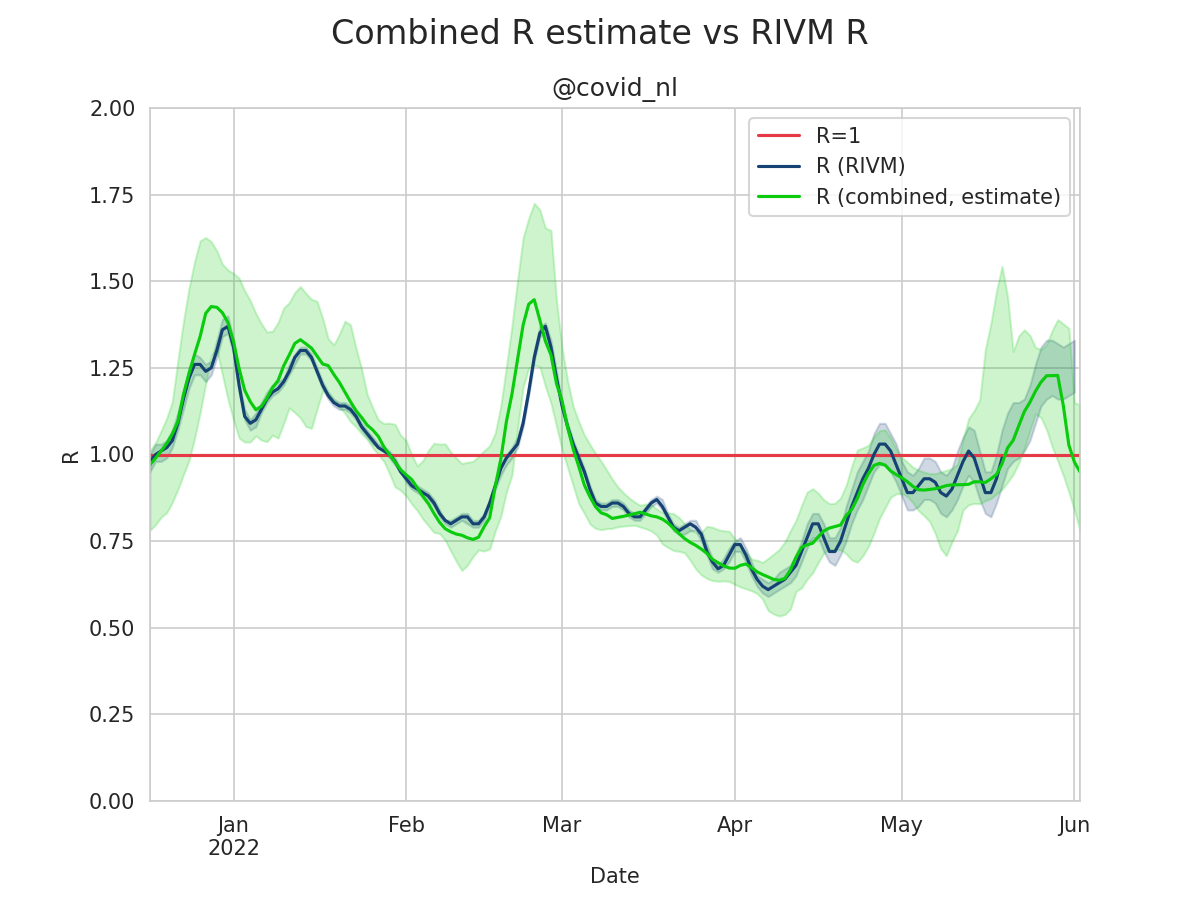 Combined R estimate vs RIVM R
@covid_nl
R=1
R (RIVM)
R (combined, estimate)
2.00
1.75
1.50
1.25
1.00
0.75
0.50
0.25
0.00
R
Jan
2022
Feb
Mar
Apr
May
Jun
Date